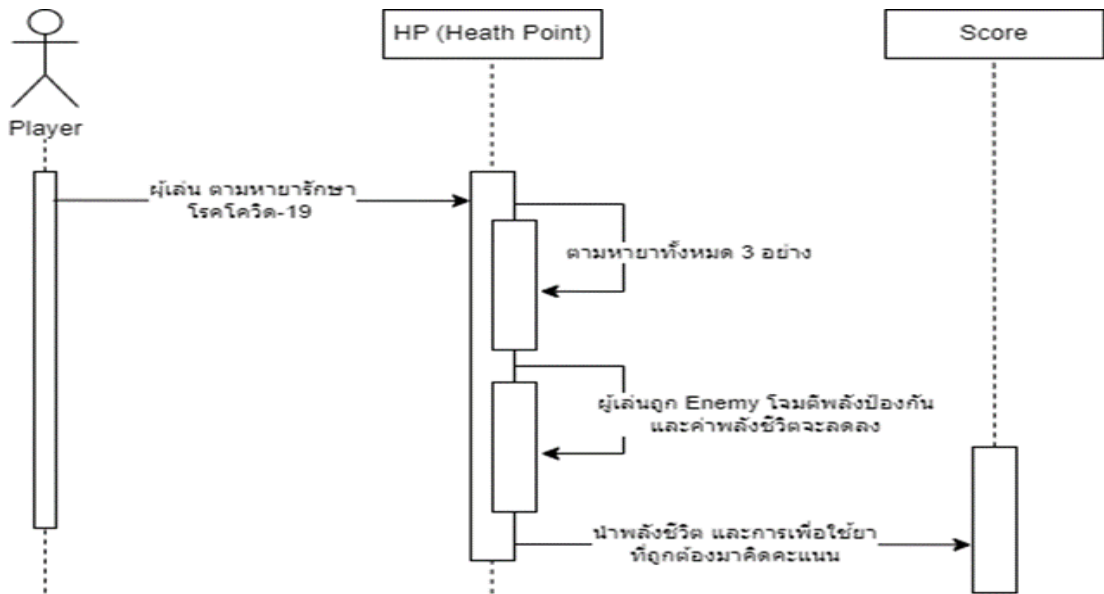 HP (Heath Point)
Score
Player
ผู้เล่น ตามหายารักษา
โรคโควิด-19
ตามหายาทั้งหมด 3 อย่าง
ผู้เล่นถูก Enemy โจมตีพลังป้องกัน
และค่าพลังชีวิตจะลดลง
นำพลังชีวิต และการเพื่อใช้ยา
ที่ถูกต้องมาคิดคะแนน